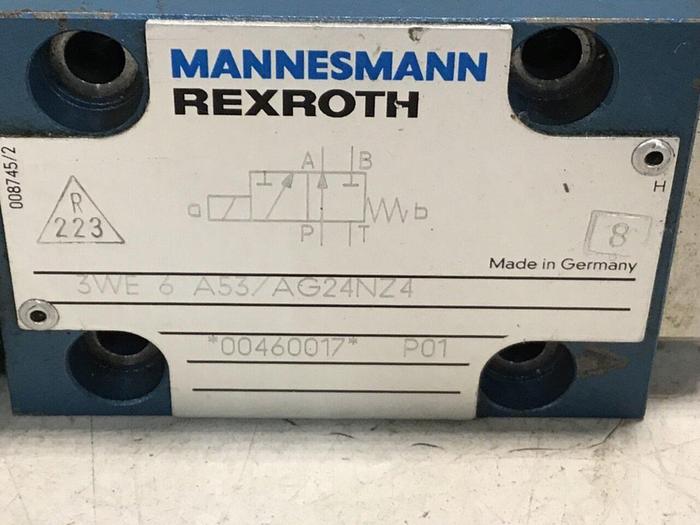 MANNESMANN
REXROTH
008745/2
R
223
A B
a b
P T
H
8
Made in Germany
3WE 6 A53/AG24NZ4
*00460017* P01